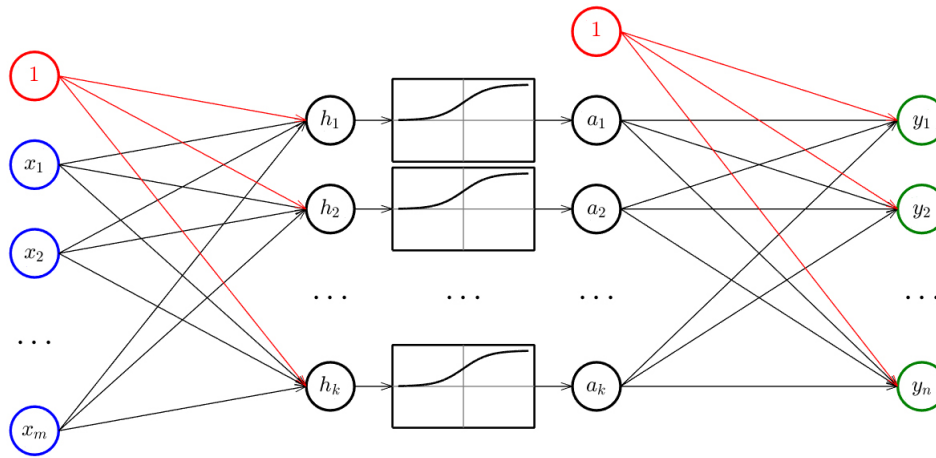 1
1
x₁
h₁
a₁
y₁
x₂
h₂
a₂
y₂
...
...
...
...
...
xₘ
hₖ
aₖ
yₙ